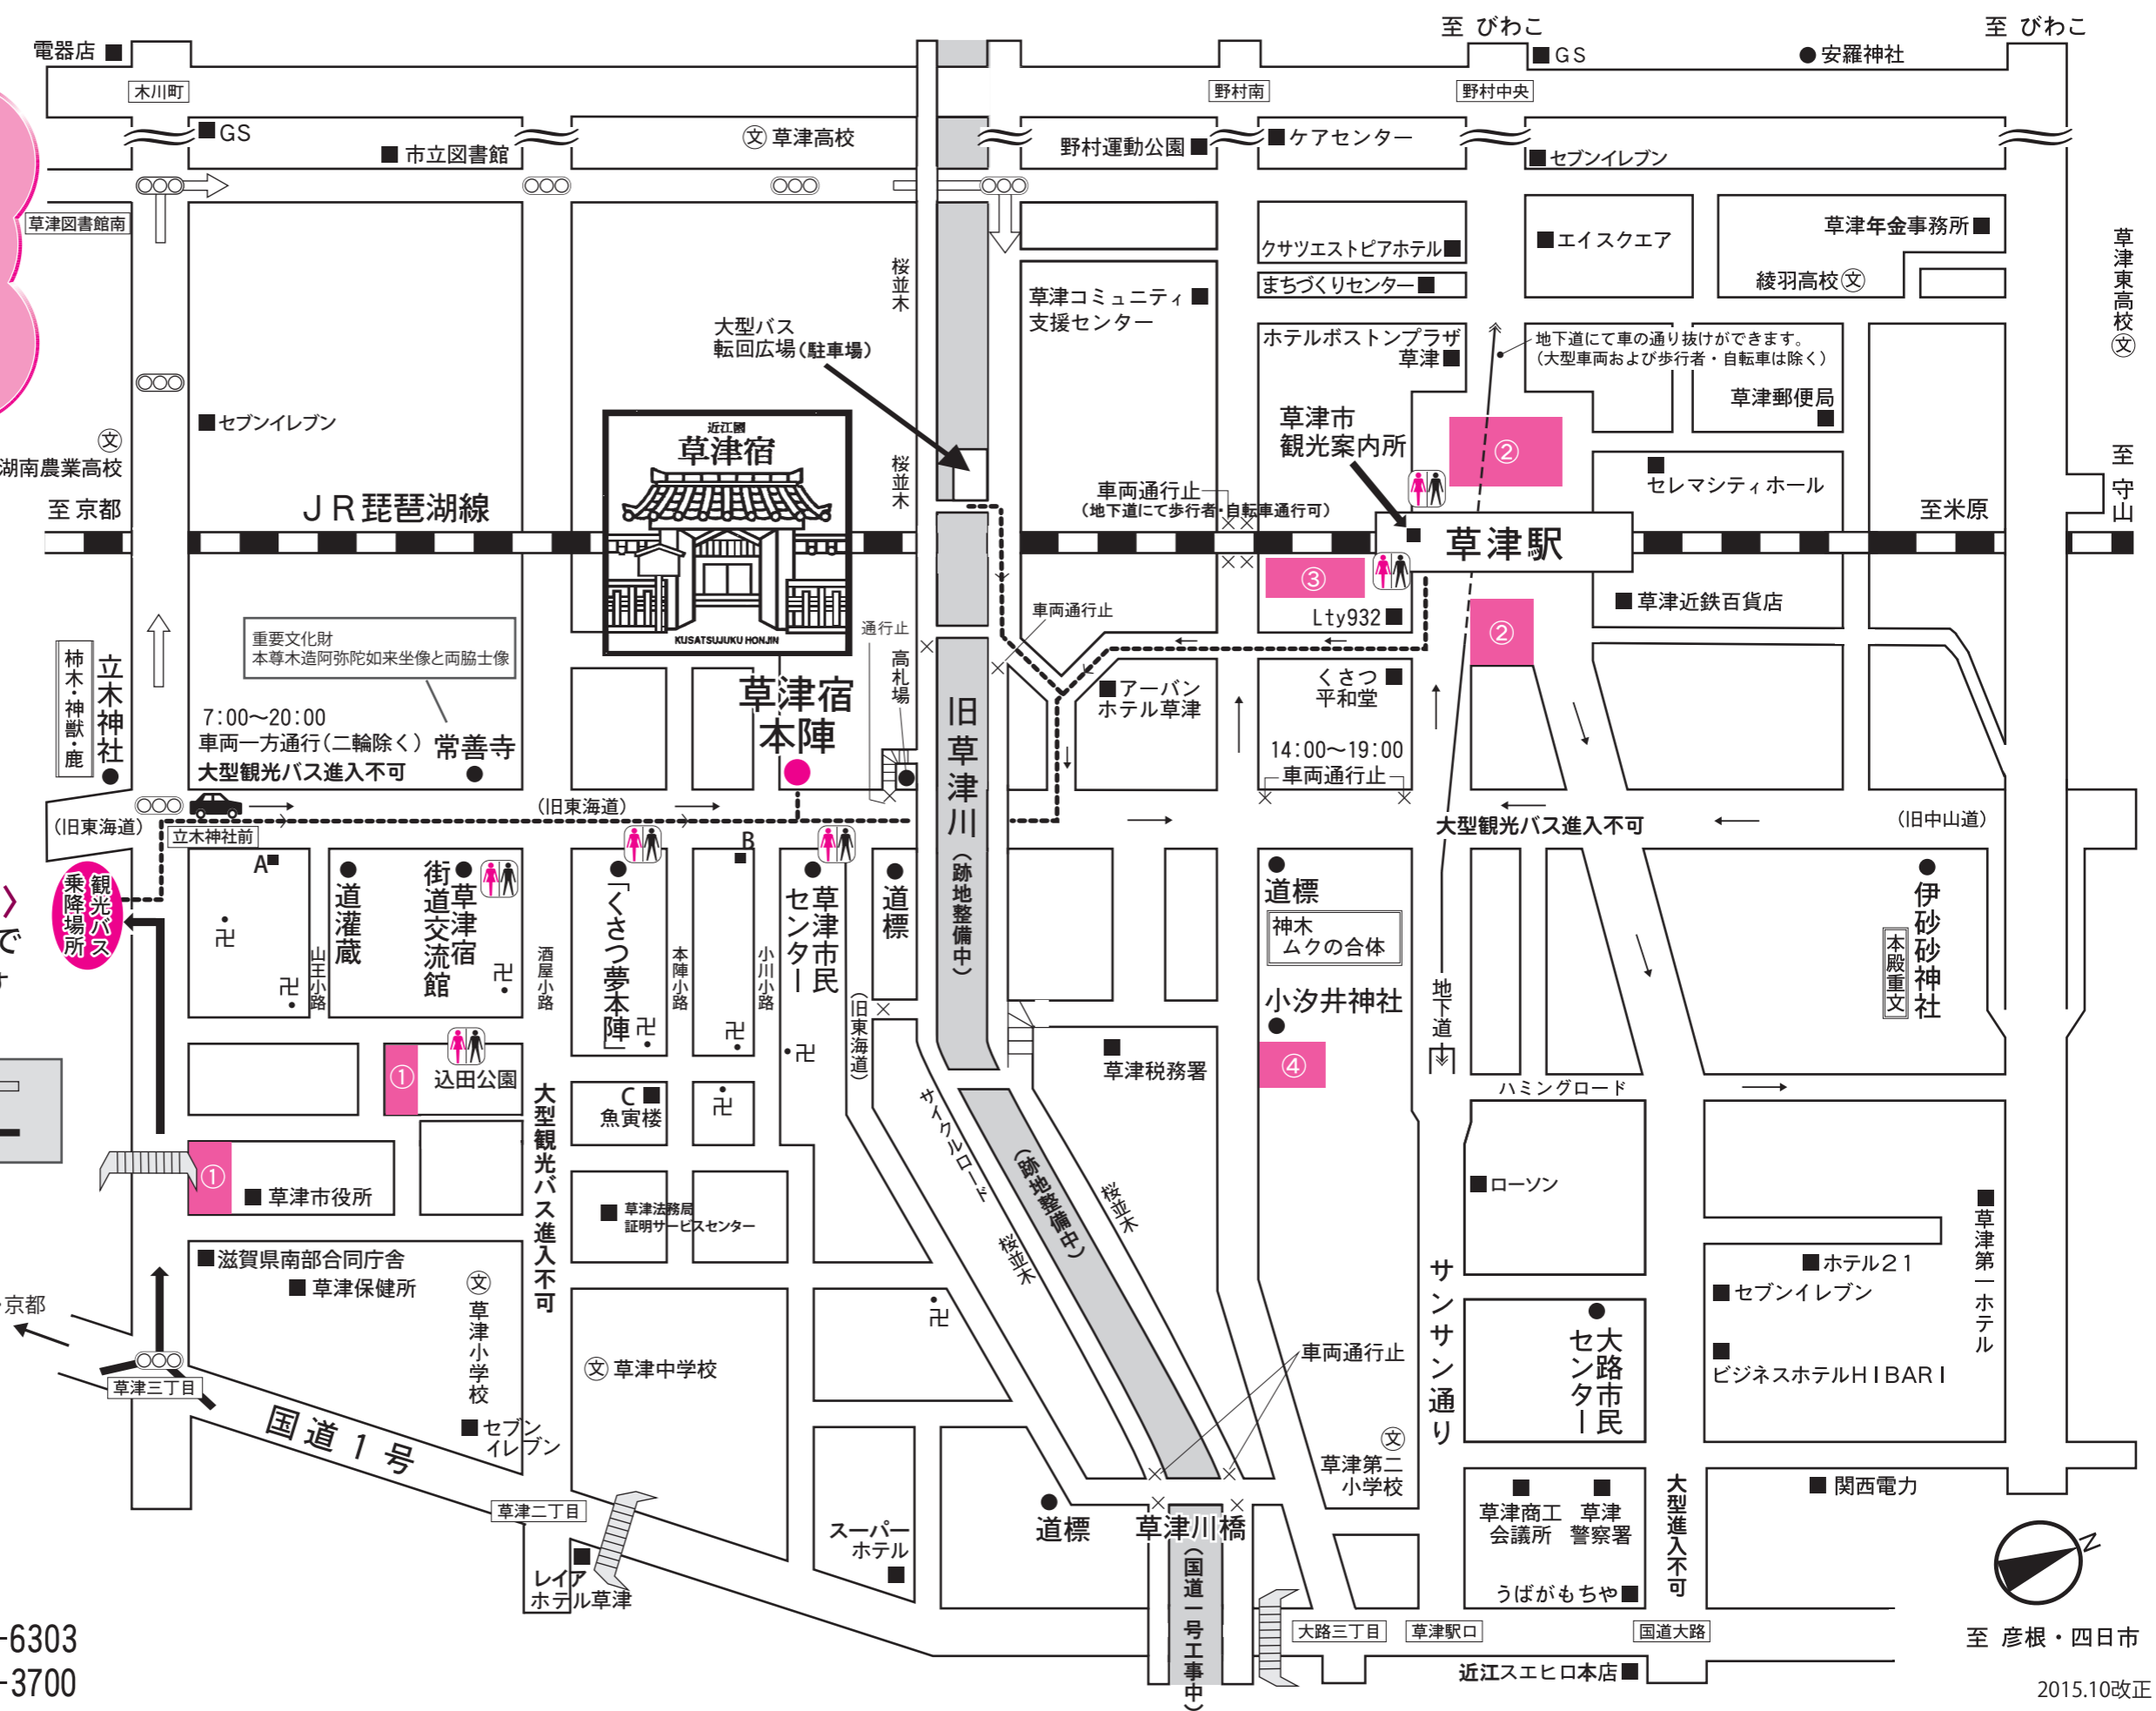 至 びわこ
至 びわこ
電器店
GS
安羅神社
木川町
野村南
野村中央
GS
市立図書館
文 草津高校
野村運動公園
ケアセンター
セブンイレブン
草津図書館南
クサツエストピアホテル
まちづくりセンター
エイスクエア
草津年金事務所
綾羽高校 文
草津東高校 文
桜並木
草津コミュニティ
支援センター
大型バス
転回広場(駐車場)
ホテルボストンプラザ
草津
地下道にて車の通り抜けができます。
(大型車両および歩行者・自転車は除く)
草津郵便局
セブンイレブン
文
湖南農業高校
至 京都
JR琵琶湖線
近江國
草津宿
KUSATSUJUKU HONJIN
桜並木
草津市
観光案内所
②
セレマシティホール
至 守山
至米原
車両通行止
(地下道にて歩行者・自転車通行可)
草津駅
③
Lty932
②
草津近鉄百貨店
車両通行止
通行止
高札場
重要文化財
本尊木造阿弥陀如来坐像と両脇士像
柿木・神獣・鹿
立木神社
7:00〜20:00
車両一方通行(二輪除く)
大型観光バス進入不可
常善寺
草津宿
本陣
旧草津川
(跡地整備中)
アーバン
ホテル草津
くさつ
平和堂
14:00〜19:00
車両通行止
(旧東海道)
立木神社前
(旧東海道)
大型観光バス進入不可
(旧中山道)
観光バス
乗降場所
〉
で
す
A
道灌蔵
草津宿
街道交流館
「くさつ夢本陣」
B
草津市民
センター
道標
道標
神木
ムクの合体
小汐井神社
④
伊砂砂神社
本殿重文
卍
卍
卍
卍
卍
卍
卍
卍
山王小路
酒屋小路
本陣小路
小川小路
(旧東海道)
地下道
①
込田公園
大型観光バス進入不可
C
魚寅楼
草津税務署
ハミングロード
サイクルロード
①
草津市役所
草津法務局
証明サービスセンター
(跡地整備中)
桜並木
桜並木
ローソン
草津第一ホテル
滋賀県南部合同庁舎
草津保健所
文
草津小学校
サンサン通り
ホテル21
セブンイレブン
京都
文 草津中学校
車両通行止
大路市民
センター
ビジネスホテルHIBARI
草津三丁目
国道1号
セブン
イレブン
文
草津第二
小学校
草津二丁目
レイア
ホテル草津
スーパー
ホテル
道標
草津川橋
(国道一号工事中)
草津商工
会議所
草津
警察署
大型進入不可
関西電力
うばがもちや
N
大路三丁目
草津駅口
国道大路
至 彦根・四日市
近江スエヒロ本店
-6303
-3700
2015.10改正